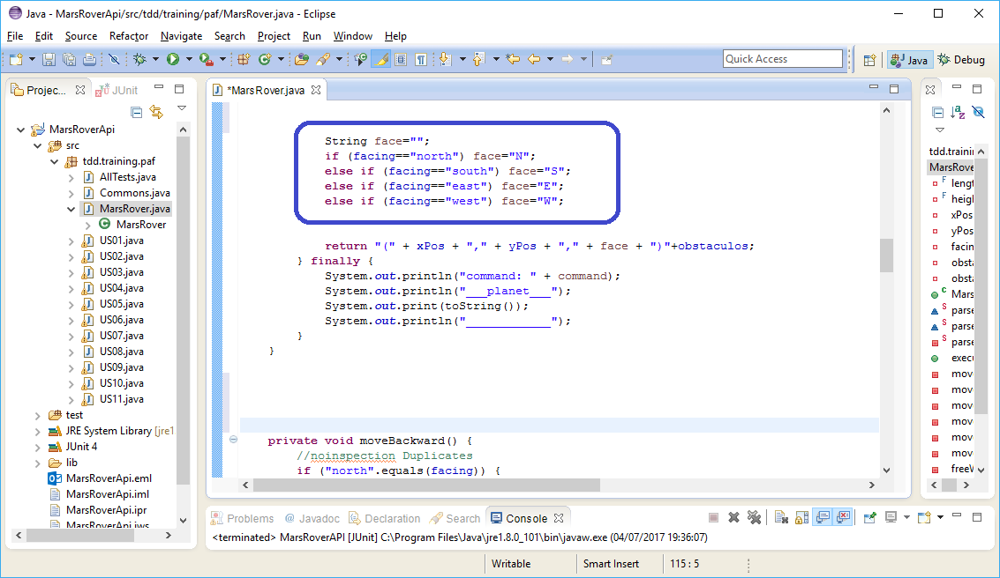 Java - MarsRoverApi/src/tdd/training/paf/MarsRover.java - Eclipse
File Edit Source Refactor Navigate Search Project Run Window Help
Quick Access
Java
Debug
Projec...
JUnit
MarsRoverApi
src
tdd.training.paf
AllTests.java
Commons.java
MarsRover.java
MarsRover
US01.java
US02.java
US03.java
US04.java
US05.java
US06.java
US07.java
US08.java
US09.java
US10.java
US11.java
test
JRE System Library [jre1
JUnit 4
lib
MarsRoverApi.eml
MarsRoverApi.iml
MarsRoverApi.ipr
MarsRoverApi.iws
*MarsRover.java
String face="";
if (facing=="north") face="N";
else if (facing=="south") face="S";
else if (facing=="east") face="E";
else if (facing=="west") face="W";
return "(" + xPos + "," + yPos + "," + face + ")"+obstaculos;
} finally {
System.out.println("command: " + command);
System.out.println("___planet___");
System.out.print(toString());
System.out.println("____________");
}
}
private void moveBackward() {
//noinspection Duplicates
if ("north".equals(facing)) {
tdd.trainin
MarsRove
F lengt
F heigh
xPos
yPos
facin
obsta
obsta
C Mars
S parse
S parse
S parse
execu
move
move
move
move
move
move
freeW
Problems
@ Javadoc
Declaration
Search
Console
<terminated> MarsRoverAPI [JUnit] C:\Program Files\Java\jre1.8.0_101\bin\javaw.exe (04/07/2017 19:36:07)
Writable
Smart Insert
115 : 5